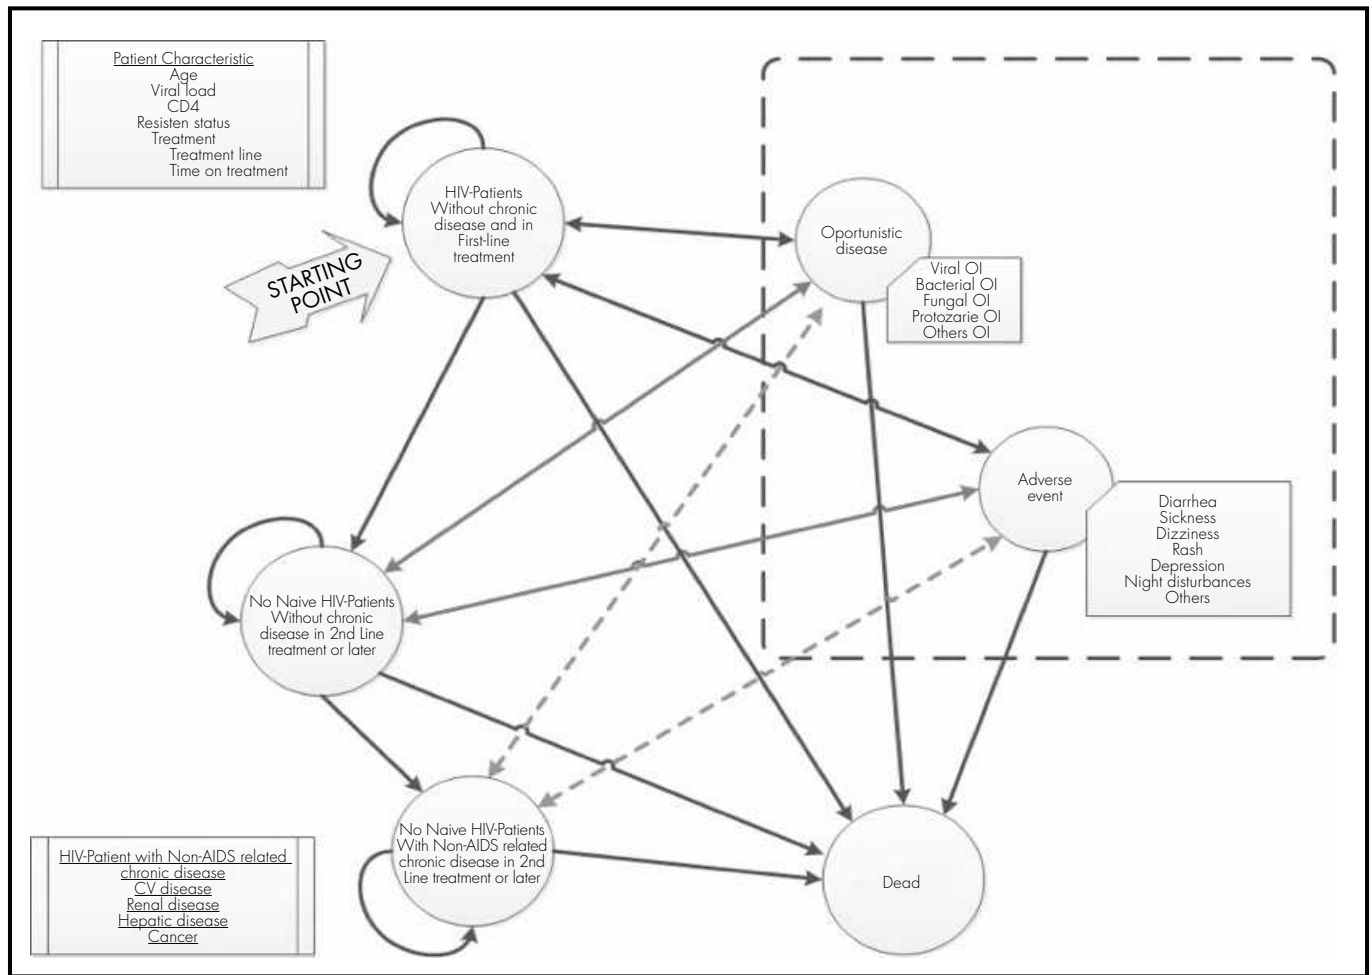 Patient Characteristic
Age
Viral load
CD4
Resisten status
Treatment
Treatment line
Time on treatment
HIV-Patients
Without chronic
disease and in
First-line
treatment
STARTING
POINT
Oportunistic
disease
Viral OI
Bacterial OI
Fungal OI
Protozarie OI
Others OI
Adverse
event
Diarrhea
Sickness
Dizziness
Rash
Depression
Night disturbances
Others
No Naive HIV-Patients
Without chronic
disease in 2nd Line
treatment or later
No Naive HIV-Patients
With Non-AIDS related
chronic disease in 2nd
Line treatment or later
Dead
HIV-Patient with Non-AIDS related
chronic disease
CV disease
Renal disease
Hepatic disease
Cancer